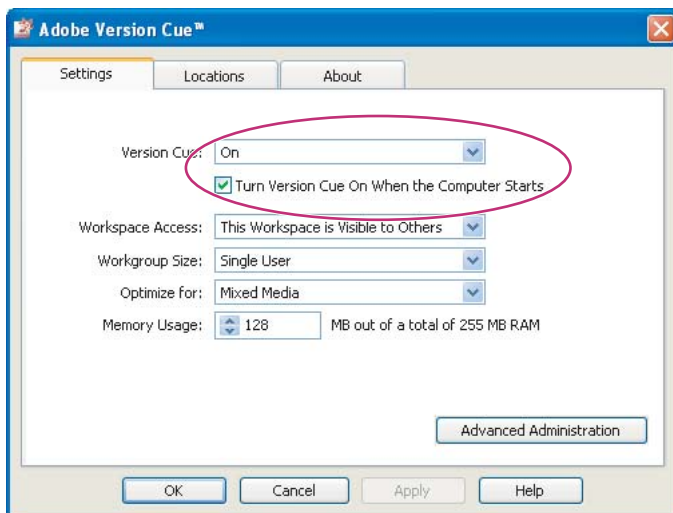 Adobe Version Cue™
Settings Locations About
Version Cue: On
Turn Version Cue On When the Computer Starts
Workspace Access: This Workspace is Visible to Others
Workgroup Size: Single User
Optimize for: Mixed Media
Memory Usage: 128 MB out of a total of 255 MB RAM
Advanced Administration
OK Cancel Apply Help